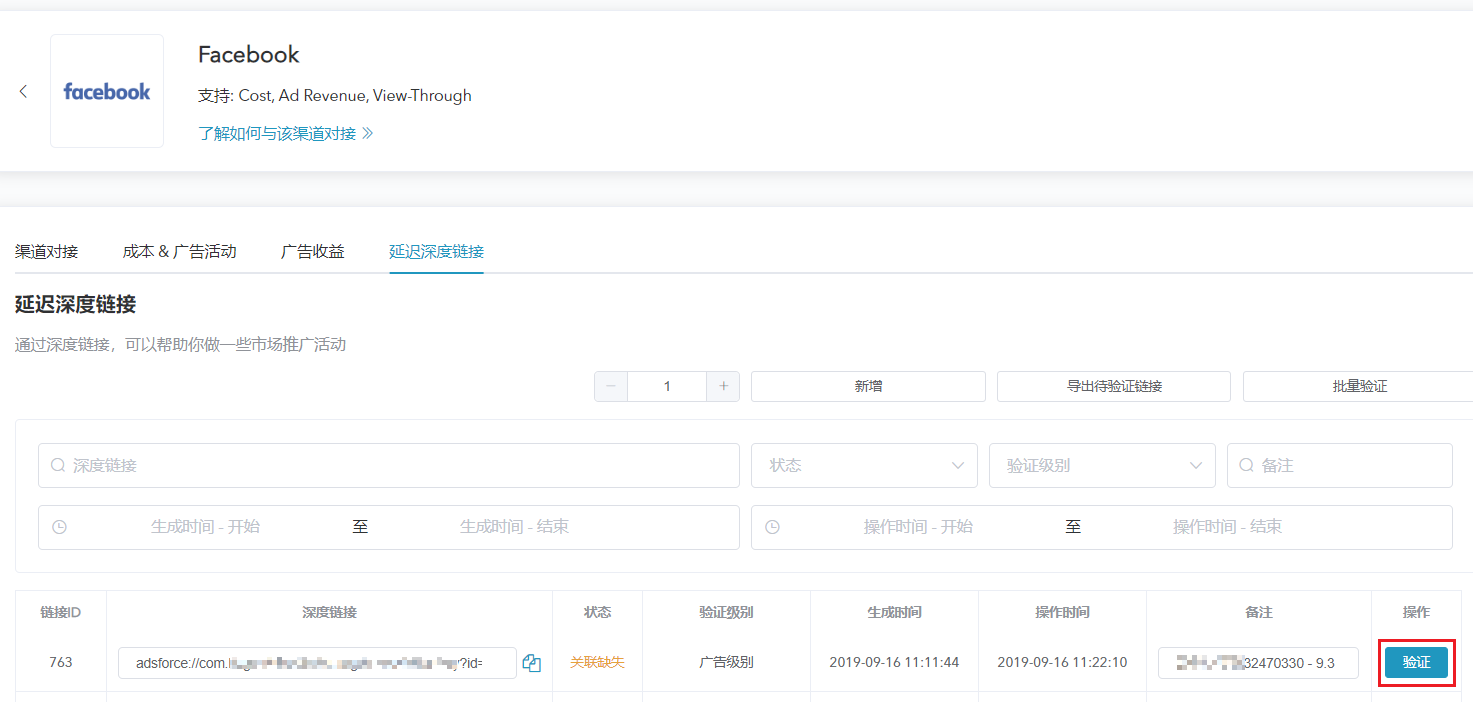 Facebook
facebook
支持: Cost, Ad Revenue, View-Through
了解如何与该渠道对接
渠道对接 成本 & 广告活动 广告收益 延迟深度链接
延迟深度链接
通过深度链接，可以帮助你做一些市场推广活动
− 1 + 新增 导出待验证链接 批量验证
深度链接 状态 验证级别 备注
生成时间 - 开始 至 生成时间 - 结束 操作时间 - 开始 至 操作时间 - 结束
链接ID 深度链接 状态 验证级别 生成时间 操作时间 备注 操作
763 adsforce://com. ?id= 关联缺失 广告级别 2019-09-16 11:11:44 2019-09-16 11:22:10 32470330 - 9.3 验证